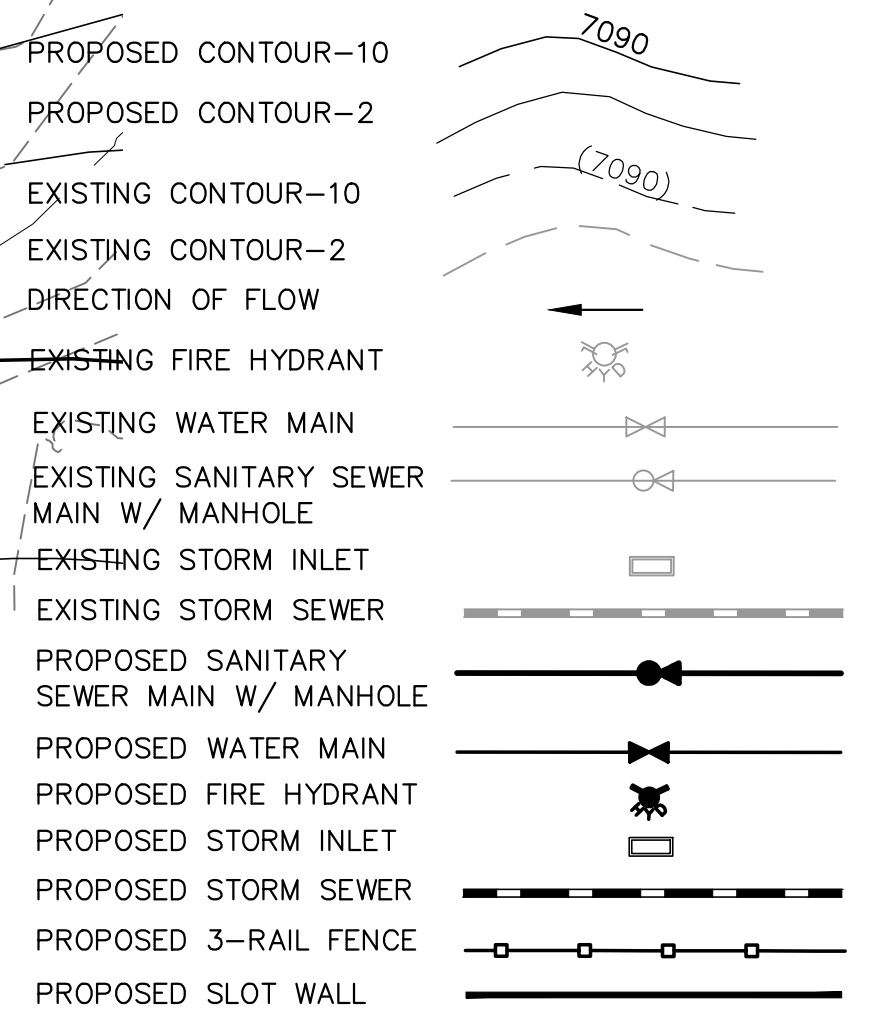 PROPOSED CONTOUR-10
7090
PROPOSED CONTOUR-2
EXISTING CONTOUR-10
(7090)
EXISTING CONTOUR-2
DIRECTION OF FLOW
EXISTING FIRE HYDRANT
HYD
EXISTING WATER MAIN
EXISTING SANITARY SEWER
MAIN W/ MANHOLE
EXISTING STORM INLET
EXISTING STORM SEWER
PROPOSED SANITARY
SEWER MAIN W/ MANHOLE
PROPOSED WATER MAIN
PROPOSED FIRE HYDRANT
HYD
PROPOSED STORM INLET
PROPOSED STORM SEWER
PROPOSED 3-RAIL FENCE
PROPOSED SLOT WALL